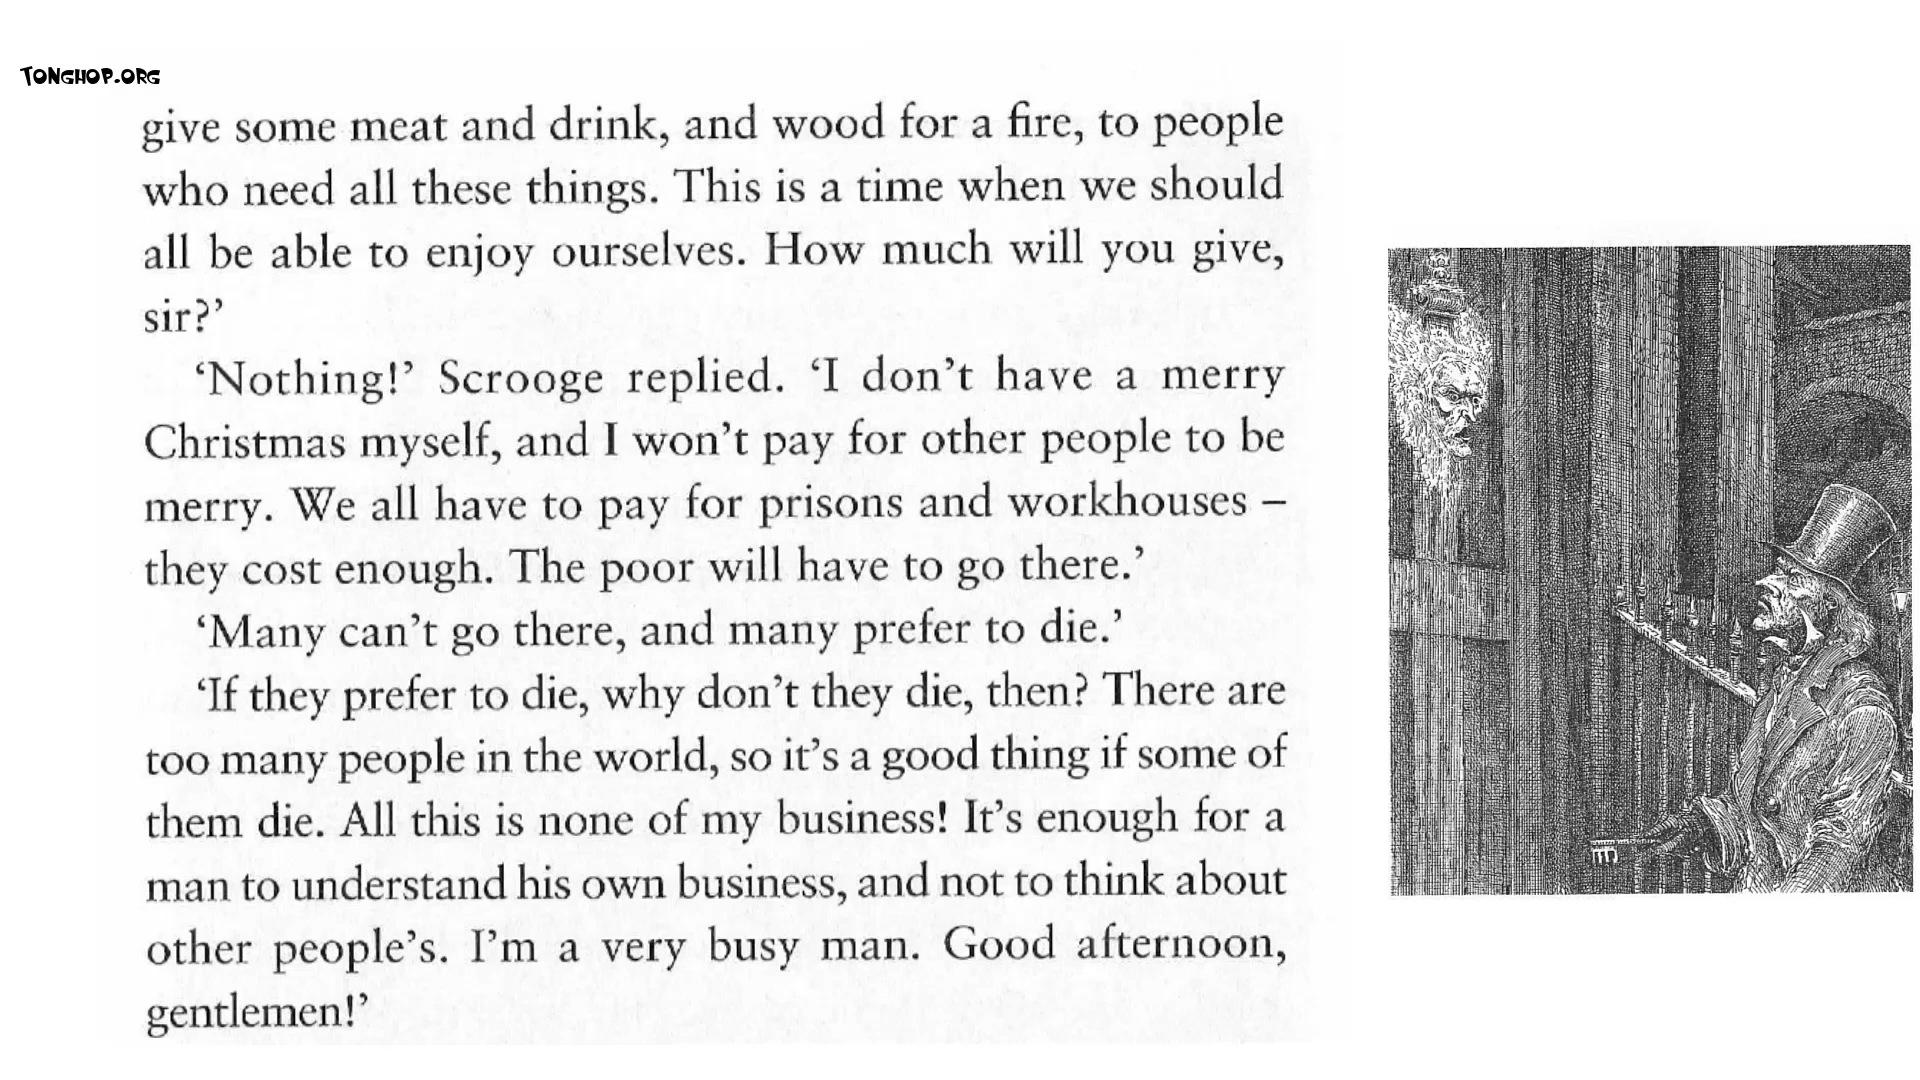 TONGHOP.ORG
give some meat and drink, and wood for a fire, to people
who need all these things. This is a time when we should
all be able to enjoy ourselves. How much will you give,
sir?’
‘Nothing!’ Scrooge replied. ‘I don’t have a merry
Christmas myself, and I won’t pay for other people to be
merry. We all have to pay for prisons and workhouses –
they cost enough. The poor will have to go there.’
‘Many can’t go there, and many prefer to die.’
‘If they prefer to die, why don’t they die, then? There are
too many people in the world, so it’s a good thing if some of
them die. All this is none of my business! It’s enough for a
man to understand his own business, and not to think about
other people’s. I’m a very busy man. Good afternoon,
gentlemen!’